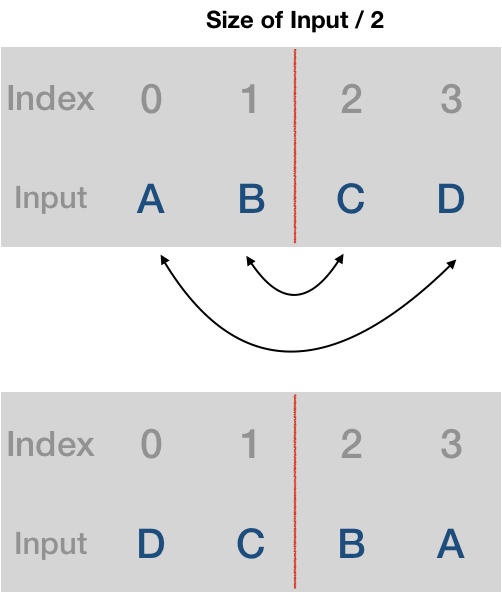 Size of Input / 2
Index 0 1 2 3
Input A B C D
Index 0 1 2 3
Input D C B A